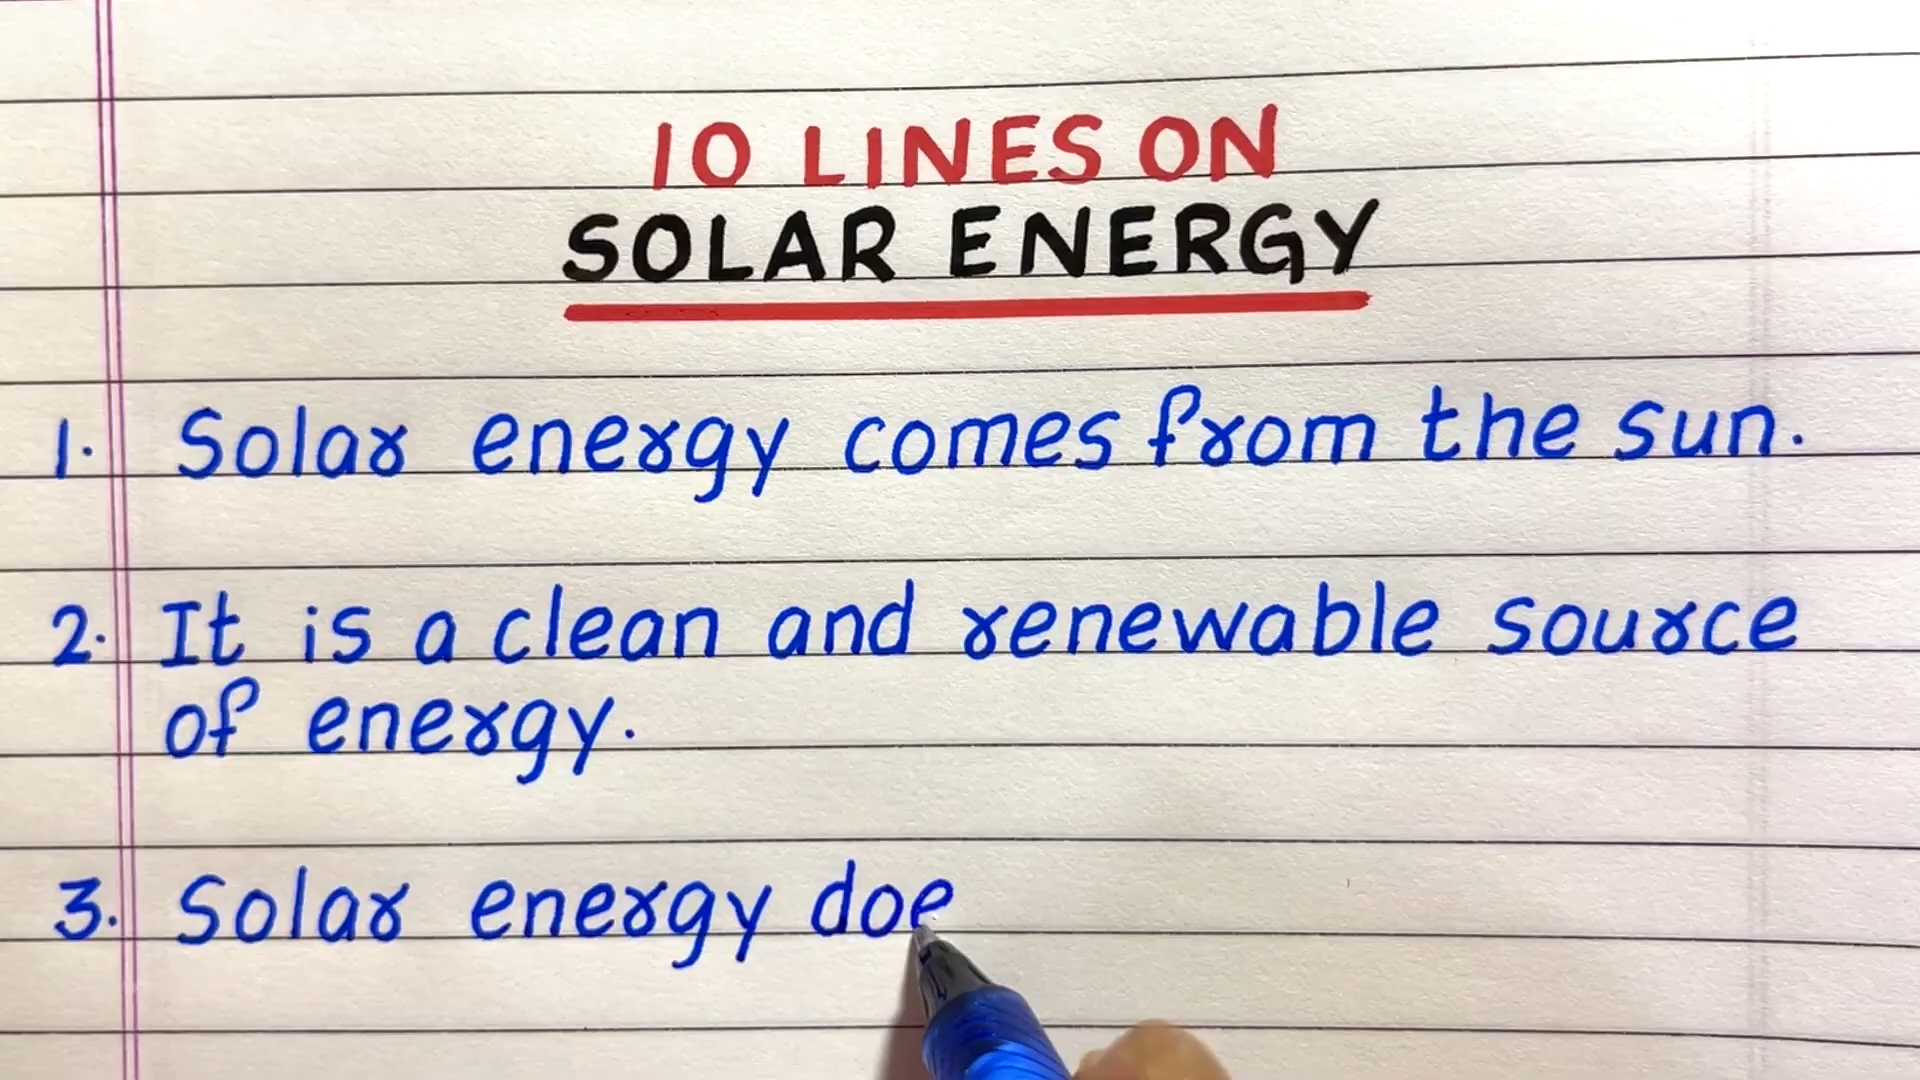 10 LINES ON
SOLAR ENERGY
1. Solar energy comes from the sun.
2. It is a clean and renewable source
of energy.
3. Solar energy doe